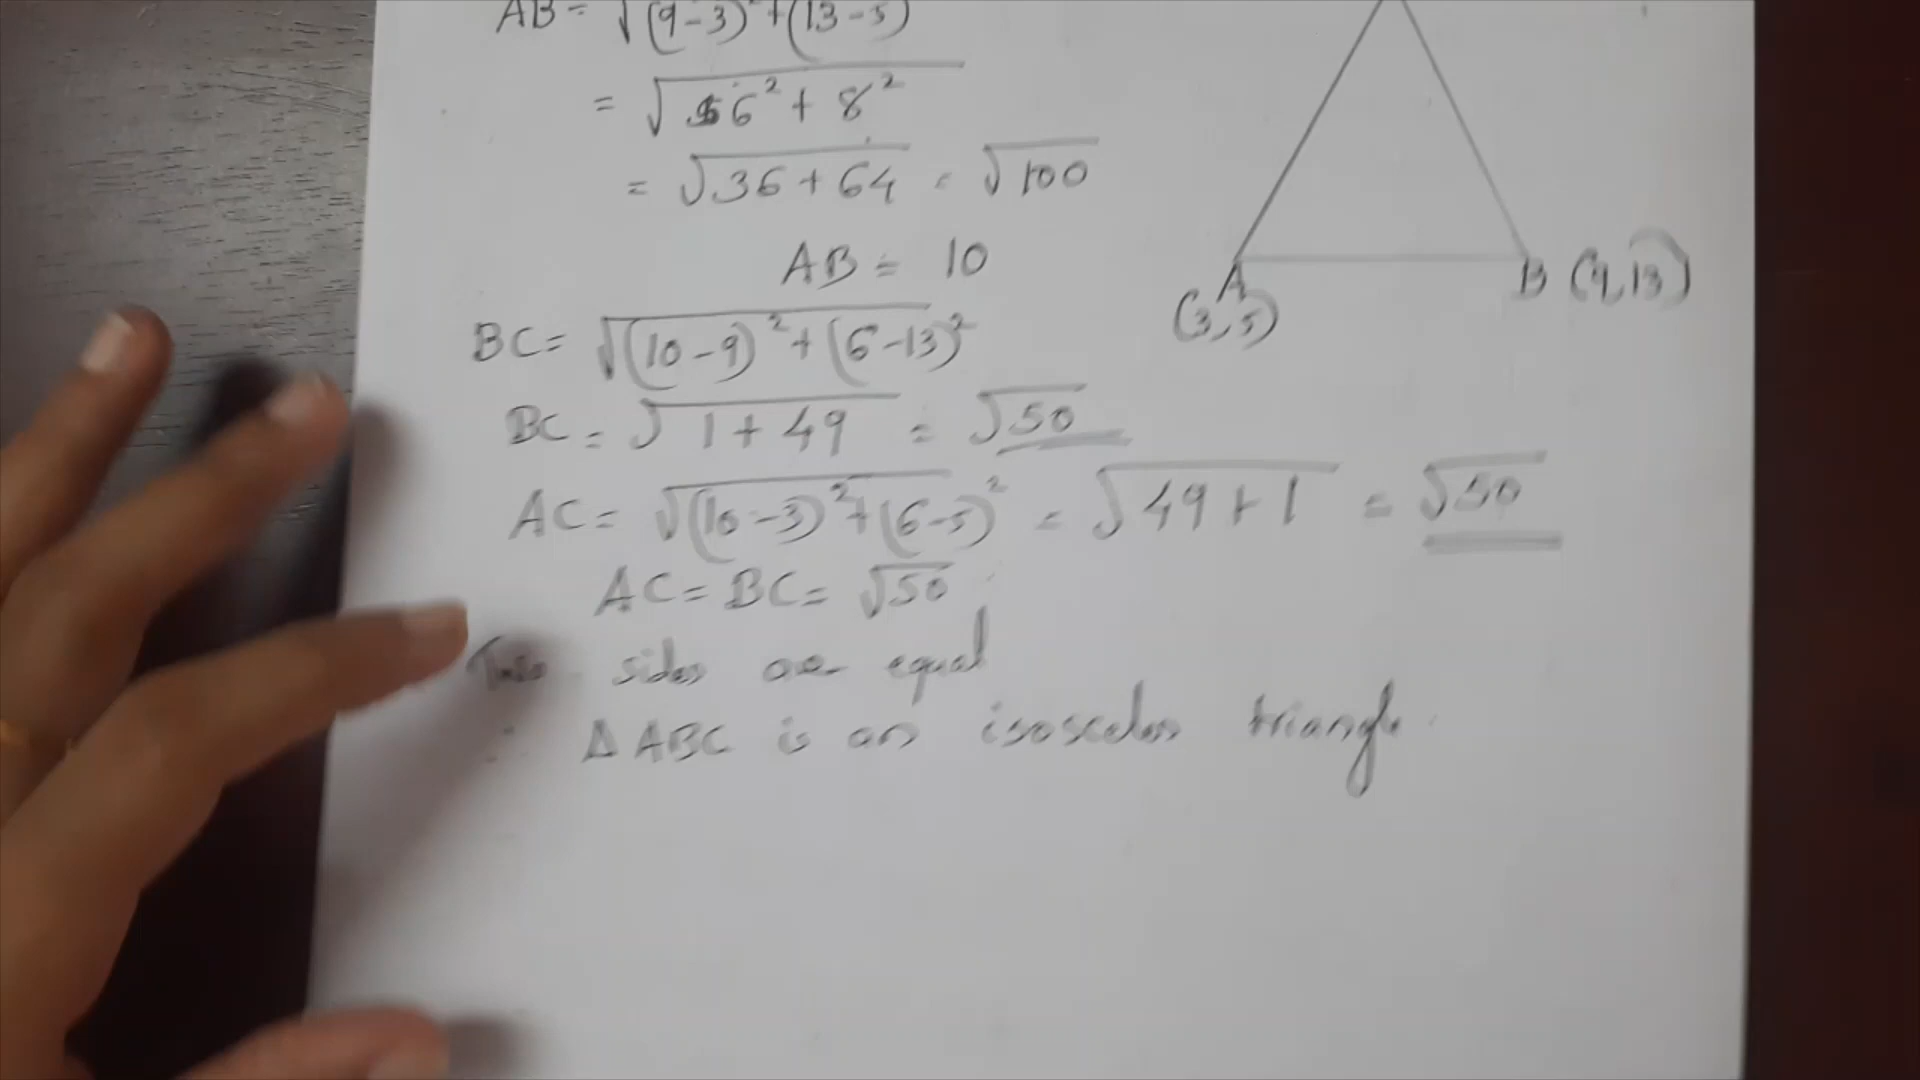 AB = √(9-3)² + (13-5)
= √6² + 8²
= √36 + 64 = √100
AB = 10
A
(3, 5)
B (9, 13)
BC = √(10-9)² + (6-13)²
BC = √1 + 49 = √50
AC = √(10-3)² + (6-5)² = √49 + 1 = √50
AC = BC = √50
Two sides are equal
∴ Δ ABC is an isosceles triangle